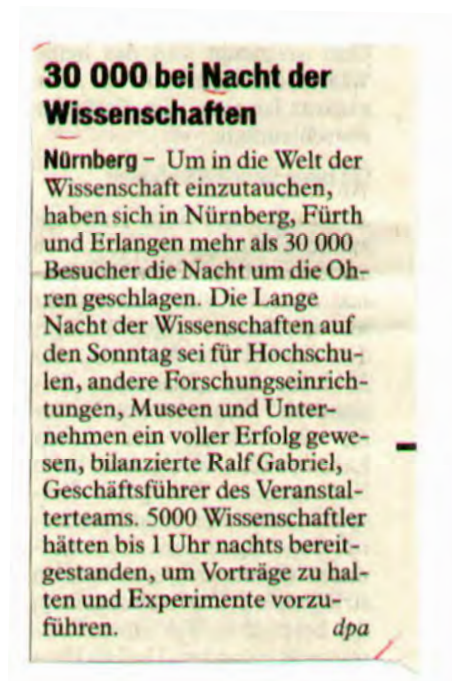 30 000 bei Nacht der
Wissenschaften
Nürnberg – Um in die Welt der
Wissenschaft einzutauchen,
haben sich in Nürnberg, Fürth
und Erlangen mehr als 30 000
Besucher die Nacht um die Oh-
ren geschlagen. Die Lange
Nacht der Wissenschaften auf
den Sonntag sei für Hochschu-
len, andere Forschungseinrich-
tungen, Museen und Unter-
nehmen ein voller Erfolg gewe-
sen, bilanzierte Ralf Gabriel,
Geschäftsführer des Veranstal-
terteams. 5000 Wissenschaftler
hätten bis 1 Uhr nachts bereit-
gestanden, um Vorträge zu hal-
ten und Experimente vorzu-
führen. dpa